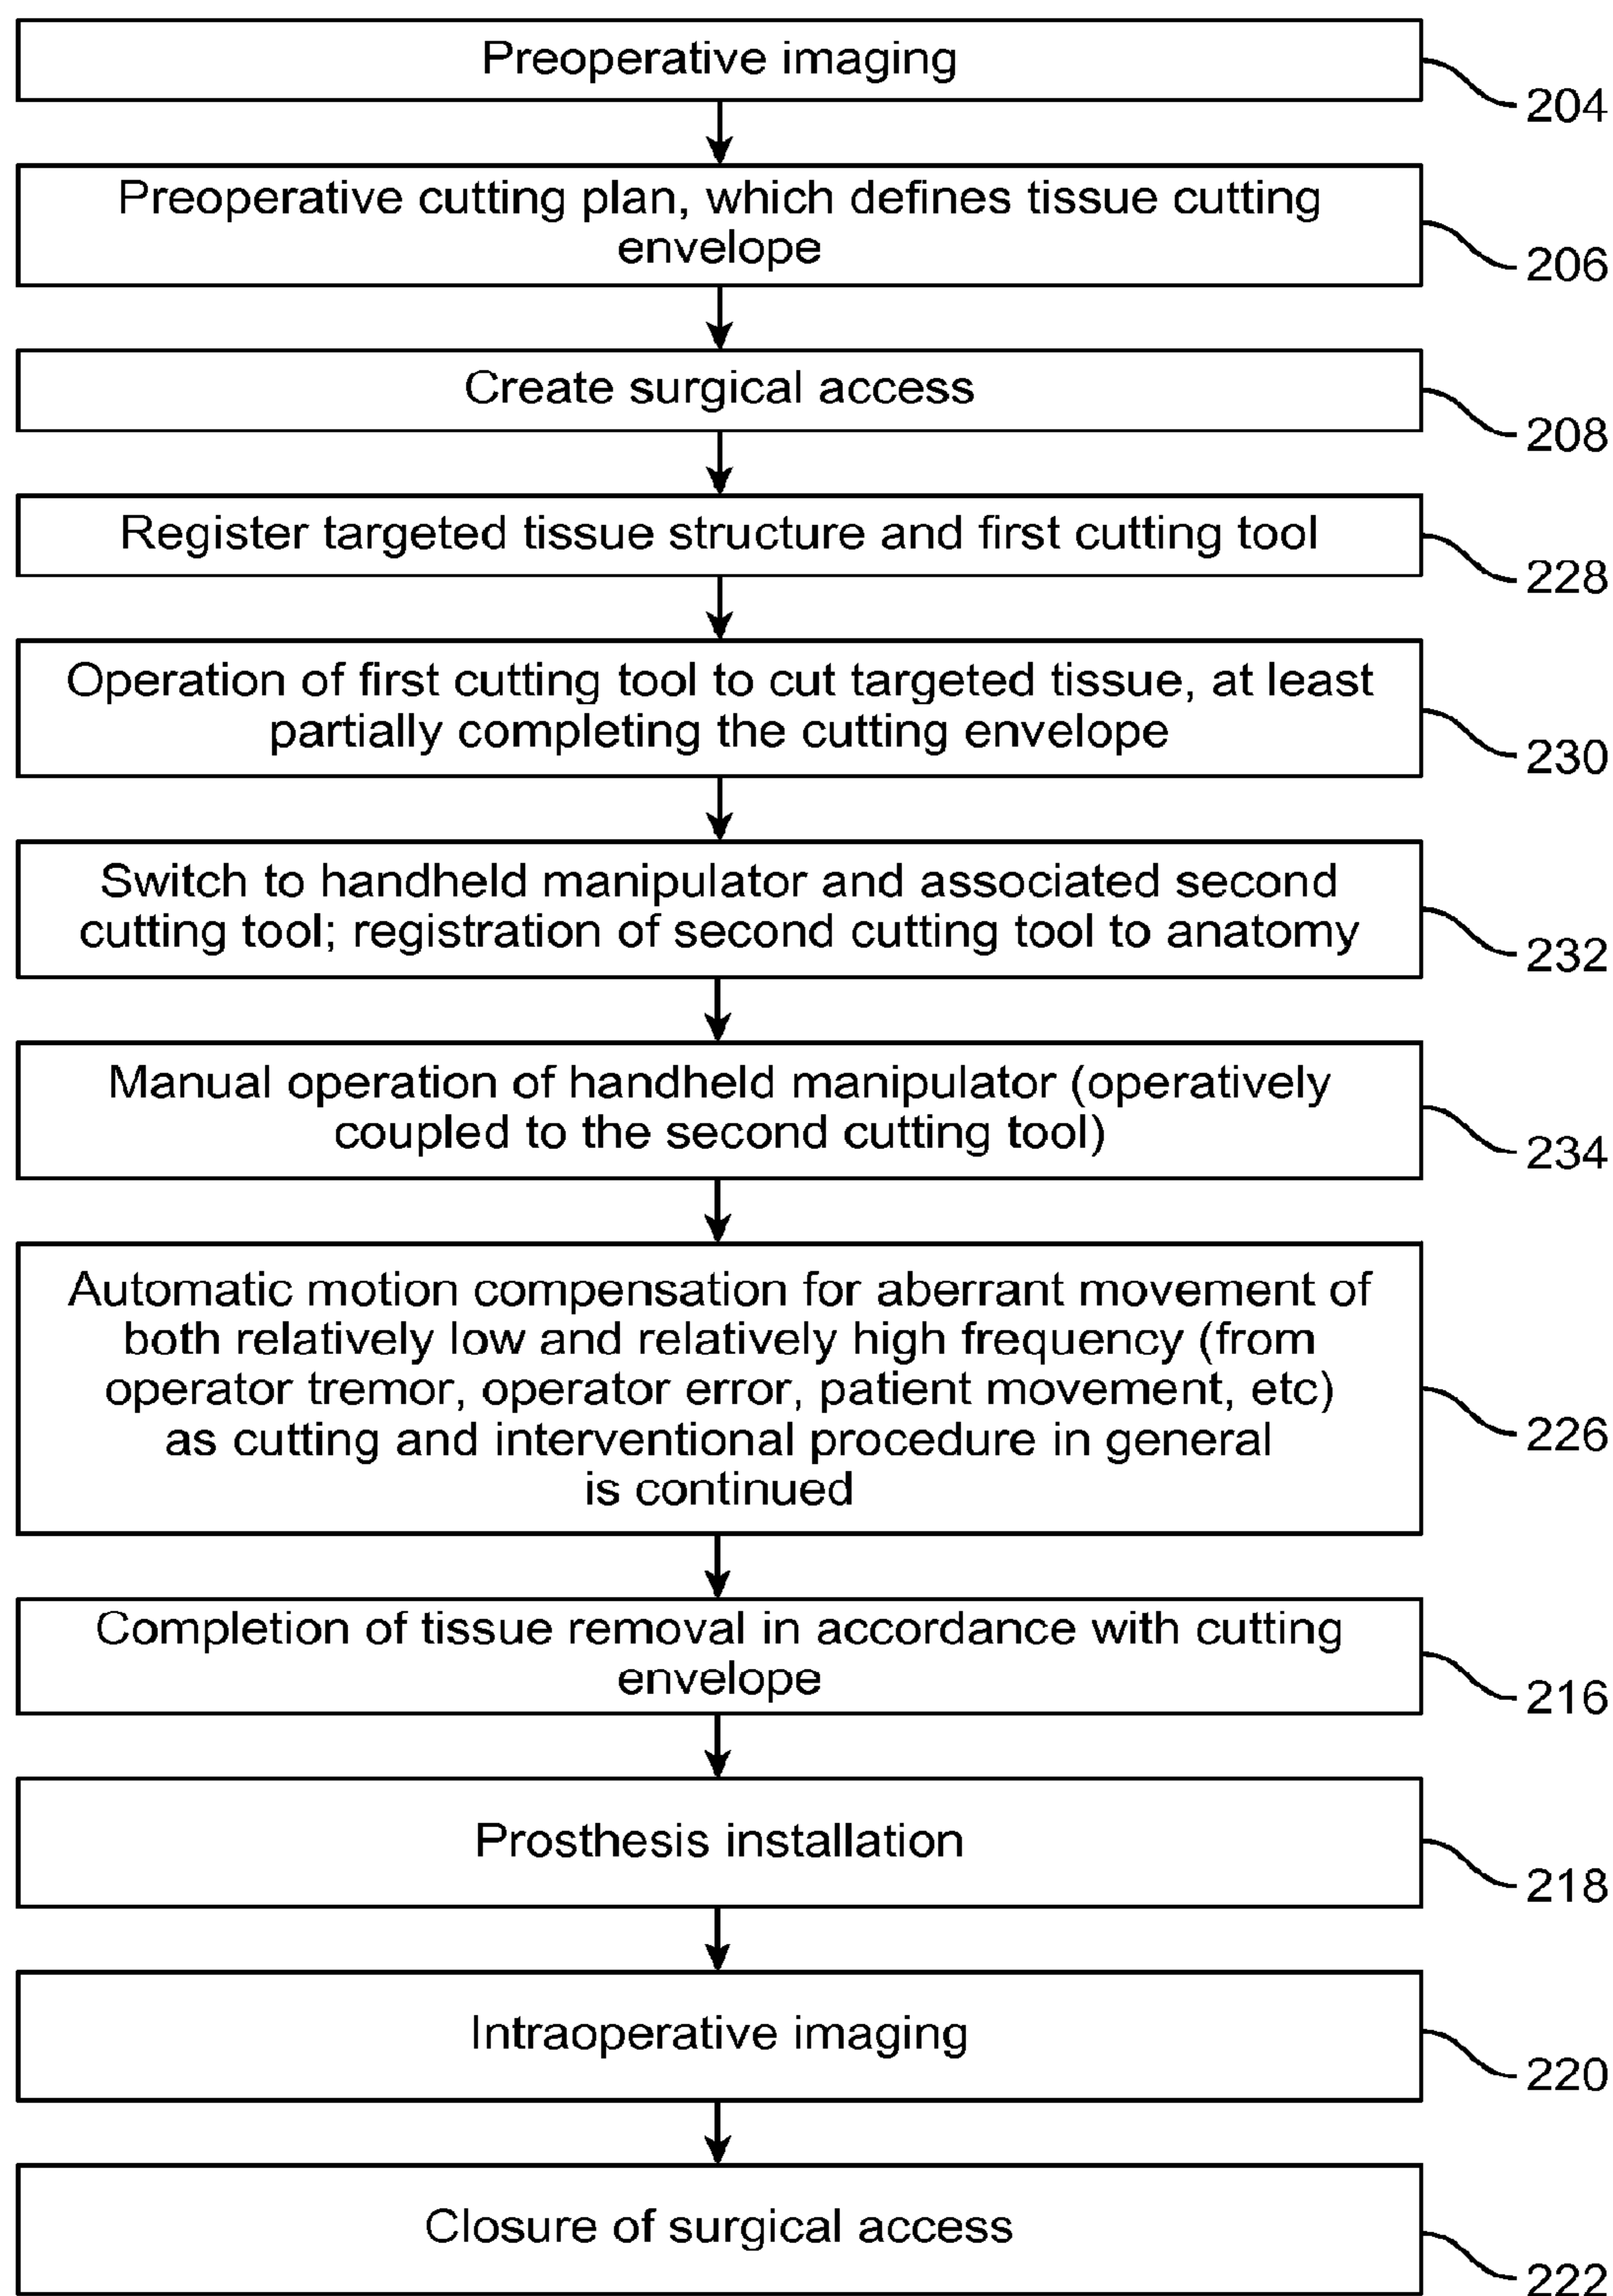 Preoperative imaging
204
Preoperative cutting plan, which defines tissue cutting
envelope
206
Create surgical access
208
Register targeted tissue structure and first cutting tool
228
Operation of first cutting tool to cut targeted tissue, at least
partially completing the cutting envelope
230
Switch to handheld manipulator and associated second
cutting tool; registration of second cutting tool to anatomy
232
Manual operation of handheld manipulator (operatively
coupled to the second cutting tool)
234
Automatic motion compensation for aberrant movement of
both relatively low and relatively high frequency (from
operator tremor, operator error, patient movement, etc)
as cutting and interventional procedure in general
is continued
226
Completion of tissue removal in accordance with cutting
envelope
216
Prosthesis installation
218
Intraoperative imaging
220
Closure of surgical access
222